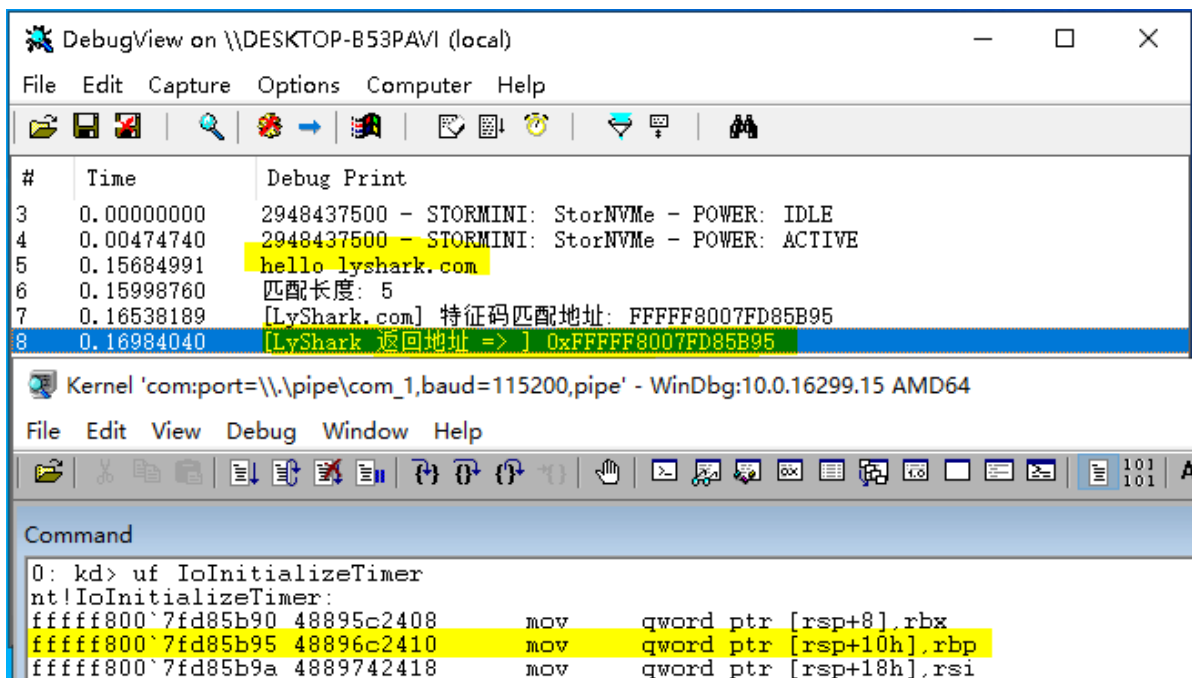 DebugView on \\DESKTOP-B53PAVI (local)
File Edit Capture Options Computer Help
# Time Debug Print
3 0.00000000 2948437500 - STORMINI: StorNVMe - POWER: IDLE
4 0.00474740 2948437500 - STORMINI: StorNVMe - POWER: ACTIVE
5 0.15684991 hello lyshark.com
6 0.15998760 匹配长度: 5
7 0.16538189 [LyShark.com] 特征码匹配地址: FFFFF8007FD85B95
8 0.16984040 [LyShark 返回地址 => ] 0xFFFFF8007FD85B95
Kernel 'com:port=\\.\pipe\com_1,baud=115200,pipe' - WinDbg:10.0.16299.15 AMD64
File Edit View Debug Window Help
101
101
A
Command
0: kd> uf IoInitializeTimer
nt!IoInitializeTimer:
fffff800`7fd85b90 48895c2408 mov qword ptr [rsp+8],rbx
fffff800`7fd85b95 48896c2410 mov qword ptr [rsp+10h],rbp
fffff800`7fd85b9a 4889742418 mov qword ptr [rsp+18h],rsi